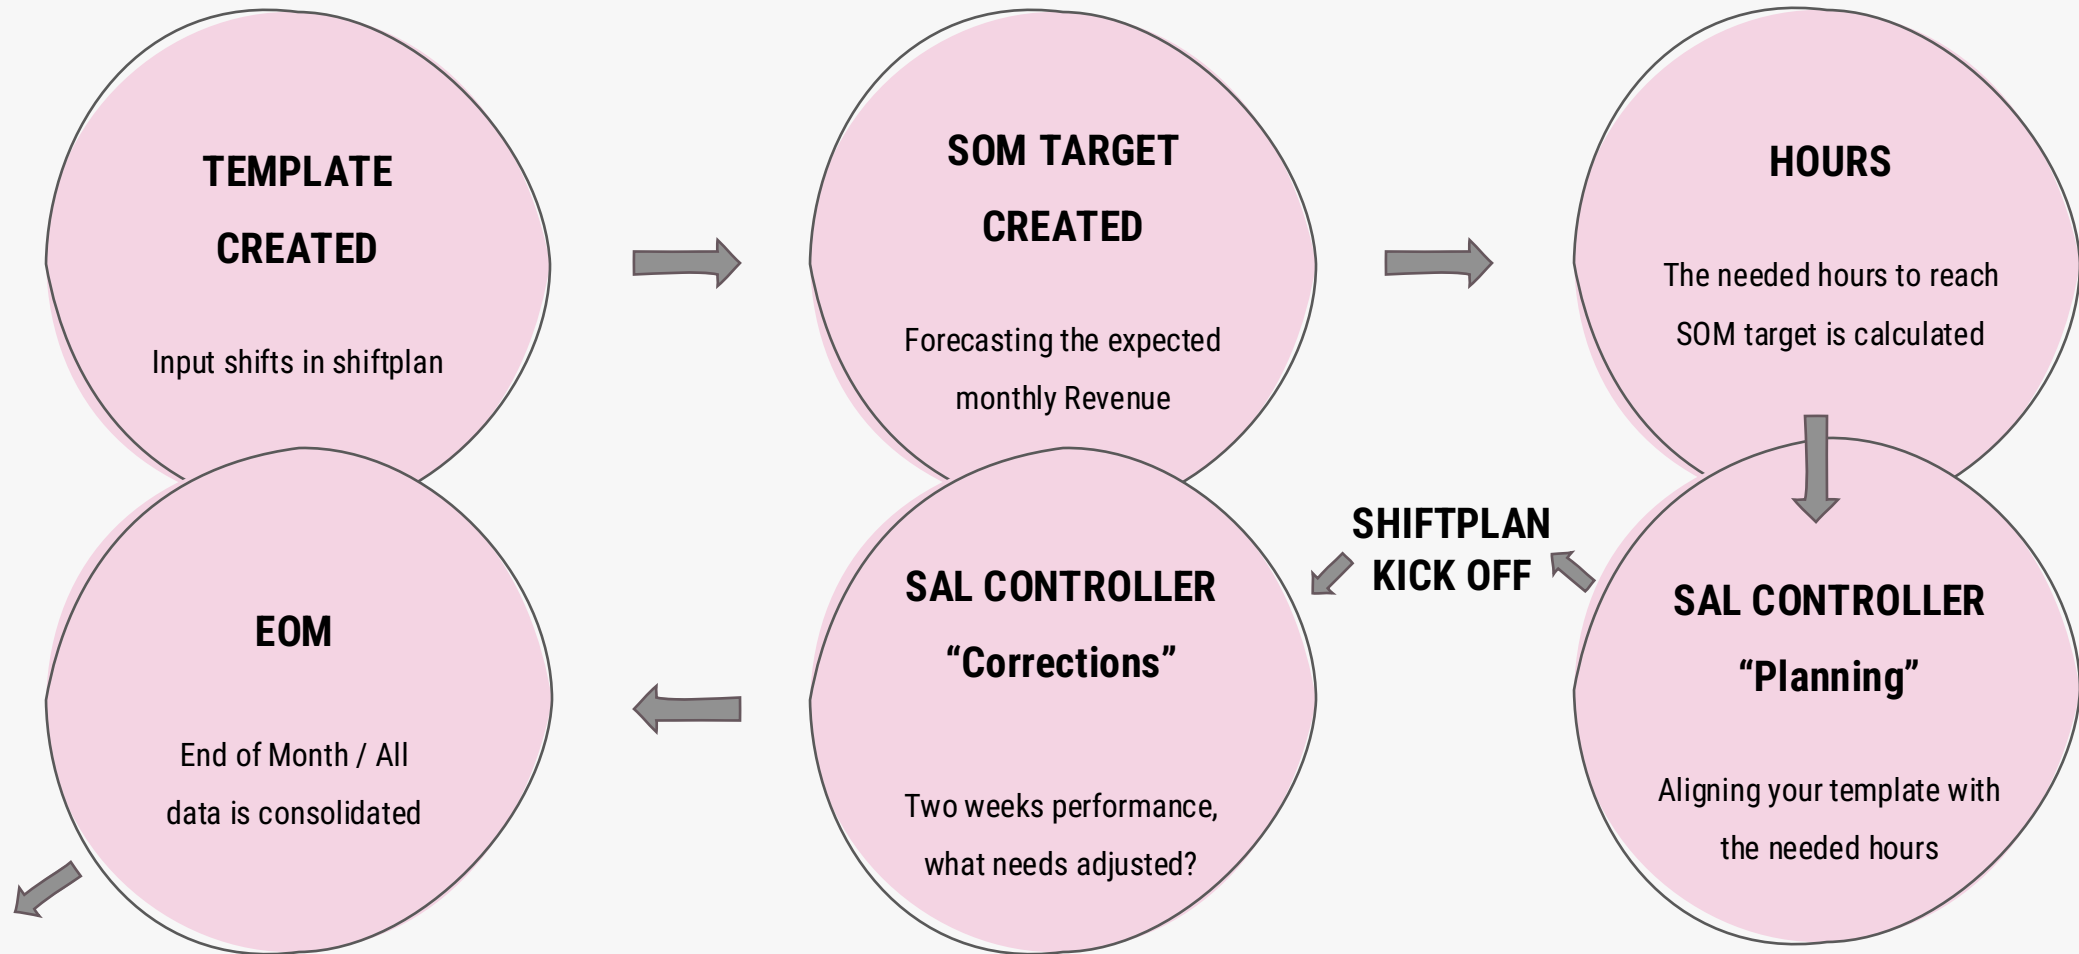 TEMPLATE
CREATED
Input shifts in shiftplan
SOM TARGET
CREATED
Forecasting the expected
monthly Revenue
HOURS
The needed hours to reach
SOM target is calculated
SAL CONTROLLER
“Planning”
Aligning your template with
the needed hours
SHIFTPLAN
KICK OFF
SAL CONTROLLER
“Corrections”
Two weeks performance,
what needs adjusted?
EOM
End of Month / All
data is consolidated